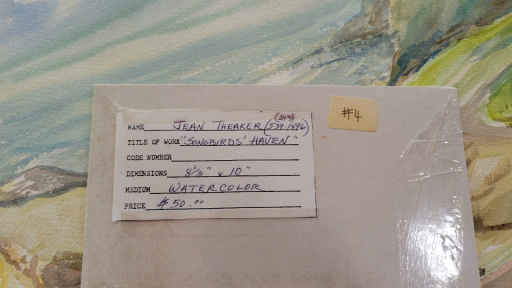 NAME JEAN THEAKER
TITLE OF WORK "SONGBIRDS' HAVEN"
CODE NUMBER
DIMENSIONS 8½" x 10"
MEDIUM WATERCOLOR
PRICE $50.00
#4